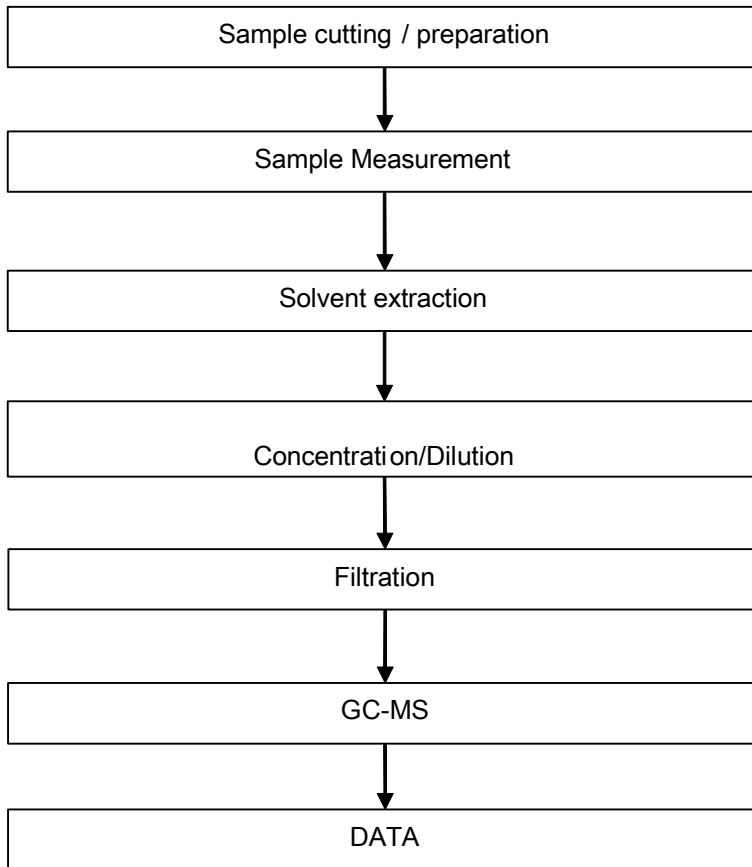 Sample cutting / preparation
Sample Measurement
Solvent extraction
Concentration/Dilution
Filtration
GC-MS
DATA